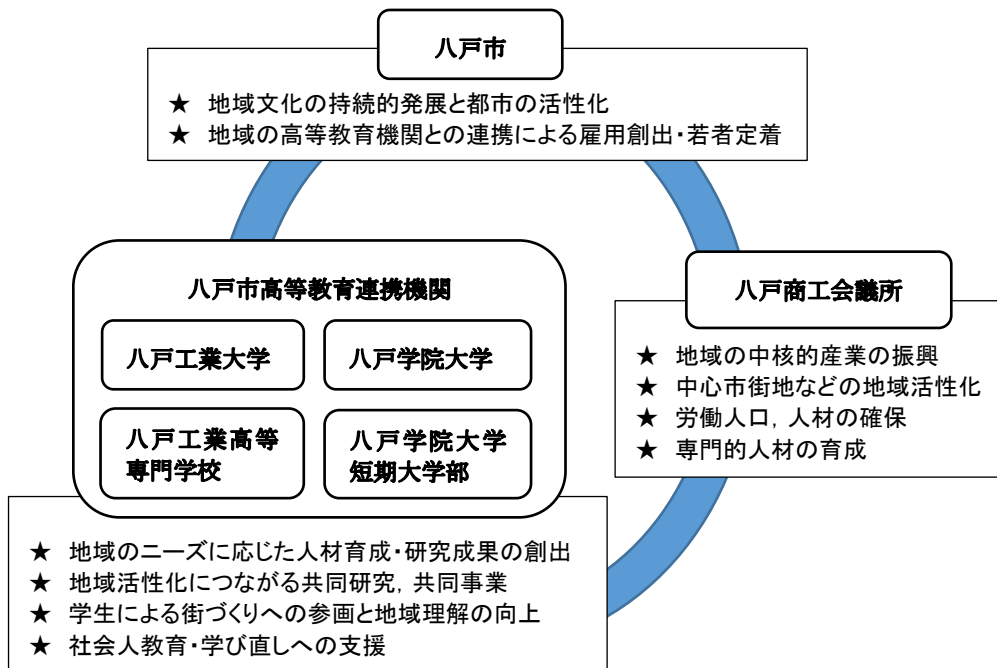 八戸市
★ 地域文化の持続的発展と都市の活性化
★ 地域の高等教育機関との連携による雇用創出・若者定着
八戸市高等教育連携機関
八戸工業大学
八戸学院大学
八戸工業高等
専門学校
八戸学院大学
短期大学部
★ 地域のニーズに応じた人材育成・研究成果の創出
★ 地域活性化につながる共同研究，共同事業
★ 学生による街づくりへの参画と地域理解の向上
★ 社会人教育・学び直しへの支援
八戸商工会議所
★ 地域の中核的産業の振興
★ 中心市街地などの地域活性化
★ 労働人口，人材の確保
★ 専門的人材の育成